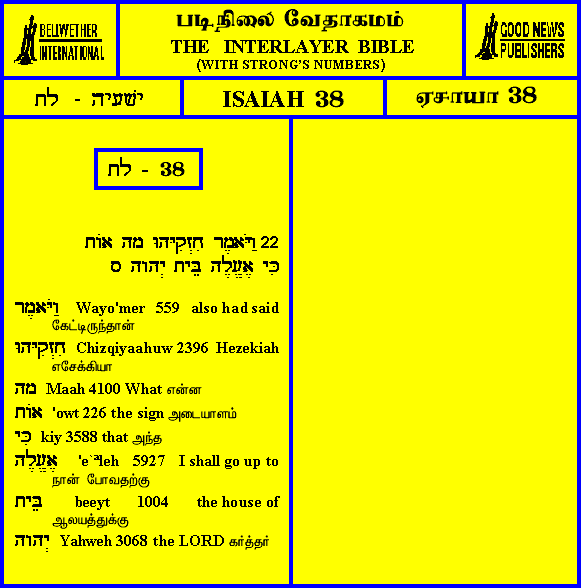 BELLWETHER
INTERNATIONAL
படிநிலை வேதாகமம்
THE INTERLAYER BIBLE
(WITH STRONG'S NUMBERS)
GOOD NEWS
PUBLISHERS
ישעיה - לח
ISAIAH 38
ஏசாயா 38
38 - לח
22 וַיֹּאמֶר חִזְקִיָּהוּ מָה אוֹת
כִּי אֶעֱלֶה בֵּית יְהוָה ס
וַיֹּאמֶר Wayo'mer 559 also had said
கேட்டிருந்தான்
חִזְקִיָּהוּ Chizqiyaahuw 2396 Hezekiah
எசேக்கியா
מָה Maah 4100 What என்ன
אוֹת 'owt 226 the sign அடையாளம்
כִּי kiy 3588 that அந்த
אֶעֱלֶה 'e`ªleh 5927 I shall go up to
நான் போவதற்கு
בֵּית beeyt 1004 the house of
ஆலயத்துக்கு
יְהוָה Yahweh 3068 the LORD கர்த்தர்